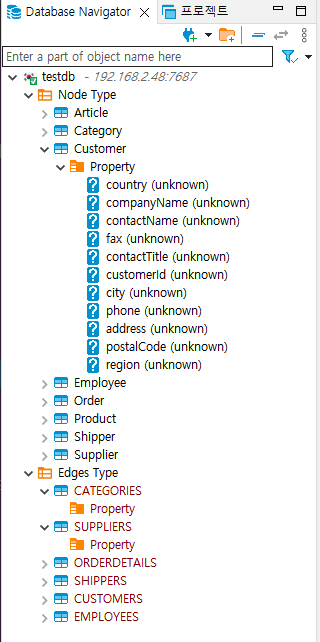 Database Navigator
프로젝트
Enter a part of object name here
testdb - 192.168.2.48:7687
Node Type
Article
Category
Customer
Property
country (unknown)
companyName (unknown)
contactName (unknown)
fax (unknown)
contactTitle (unknown)
customerId (unknown)
city (unknown)
phone (unknown)
address (unknown)
postalCode (unknown)
region (unknown)
Employee
Order
Product
Shipper
Supplier
Edges Type
CATEGORIES
Property
SUPPLIERS
Property
ORDERDETAILS
SHIPPERS
CUSTOMERS
EMPLOYEES